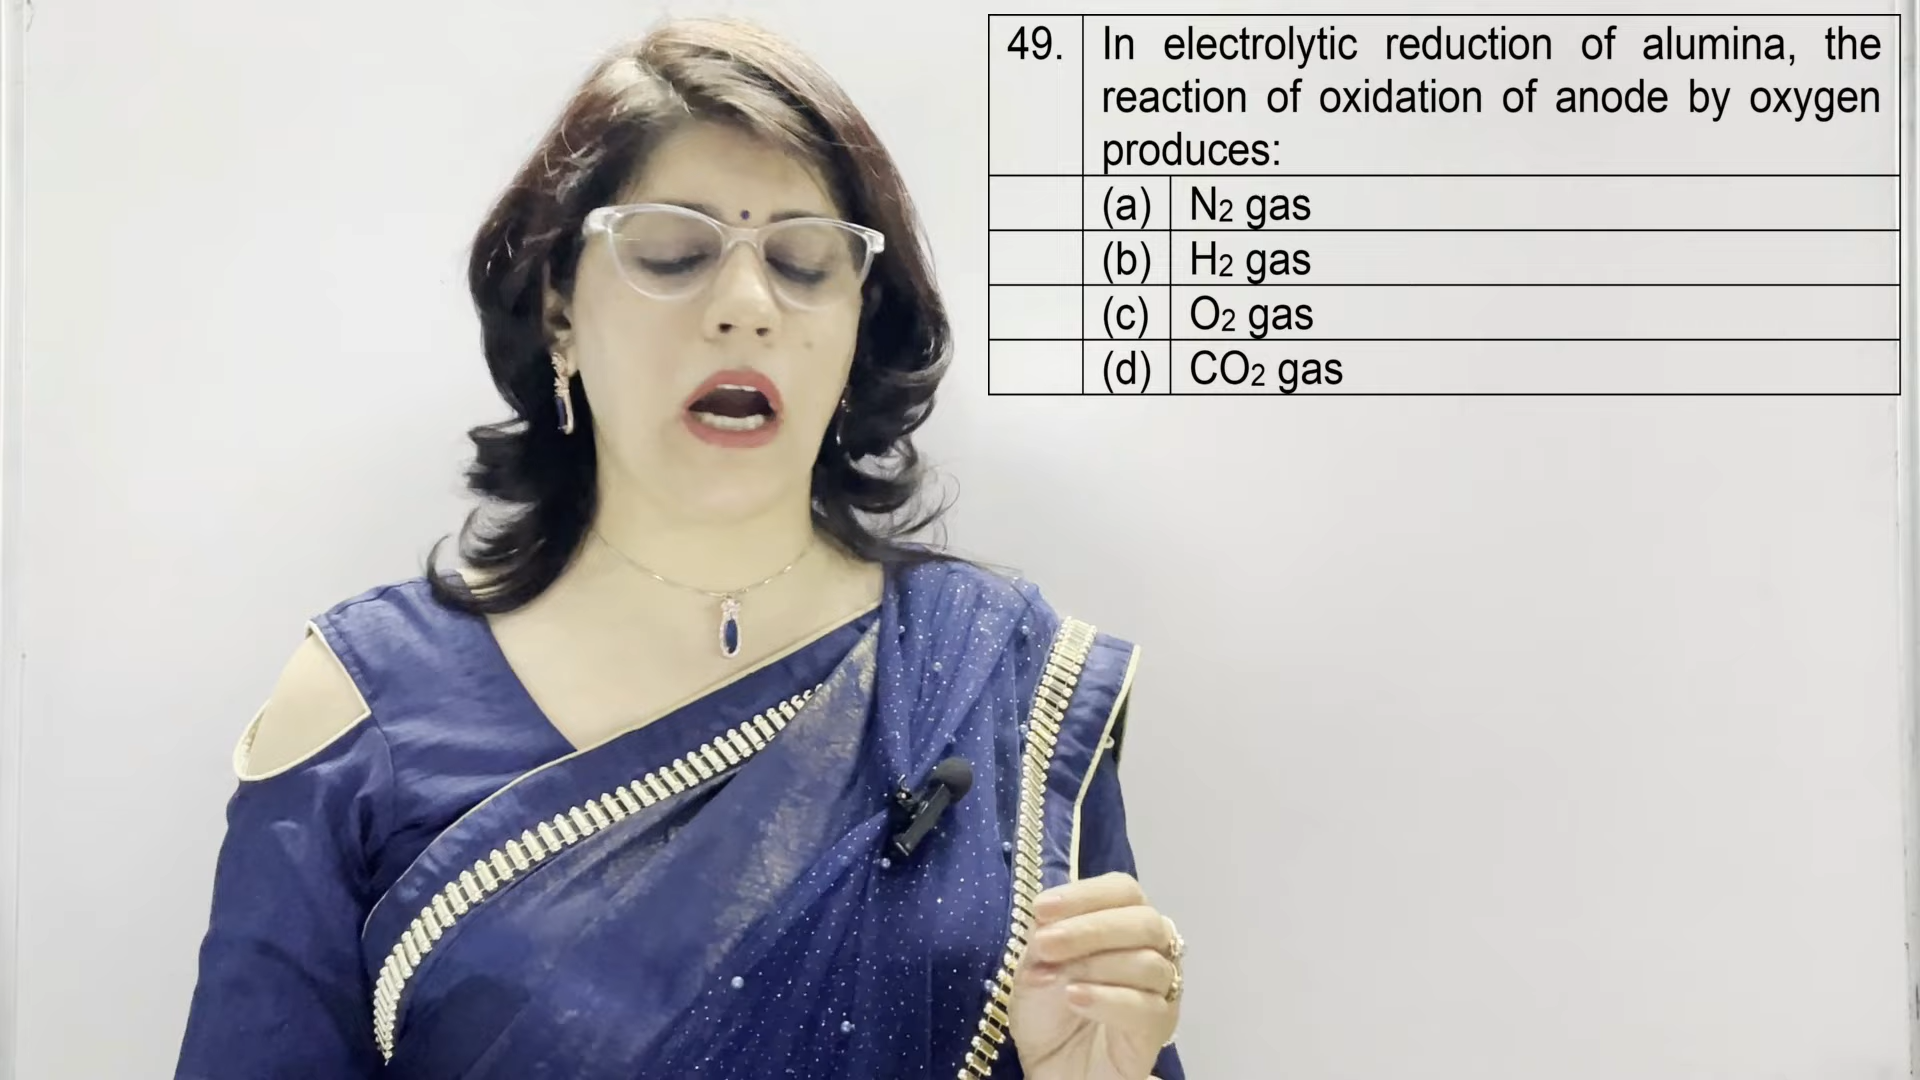 49. In electrolytic reduction of alumina, the
reaction of oxidation of anode by oxygen
produces:
(a) N₂ gas
(b) H₂ gas
(c) O₂ gas
(d) CO₂ gas